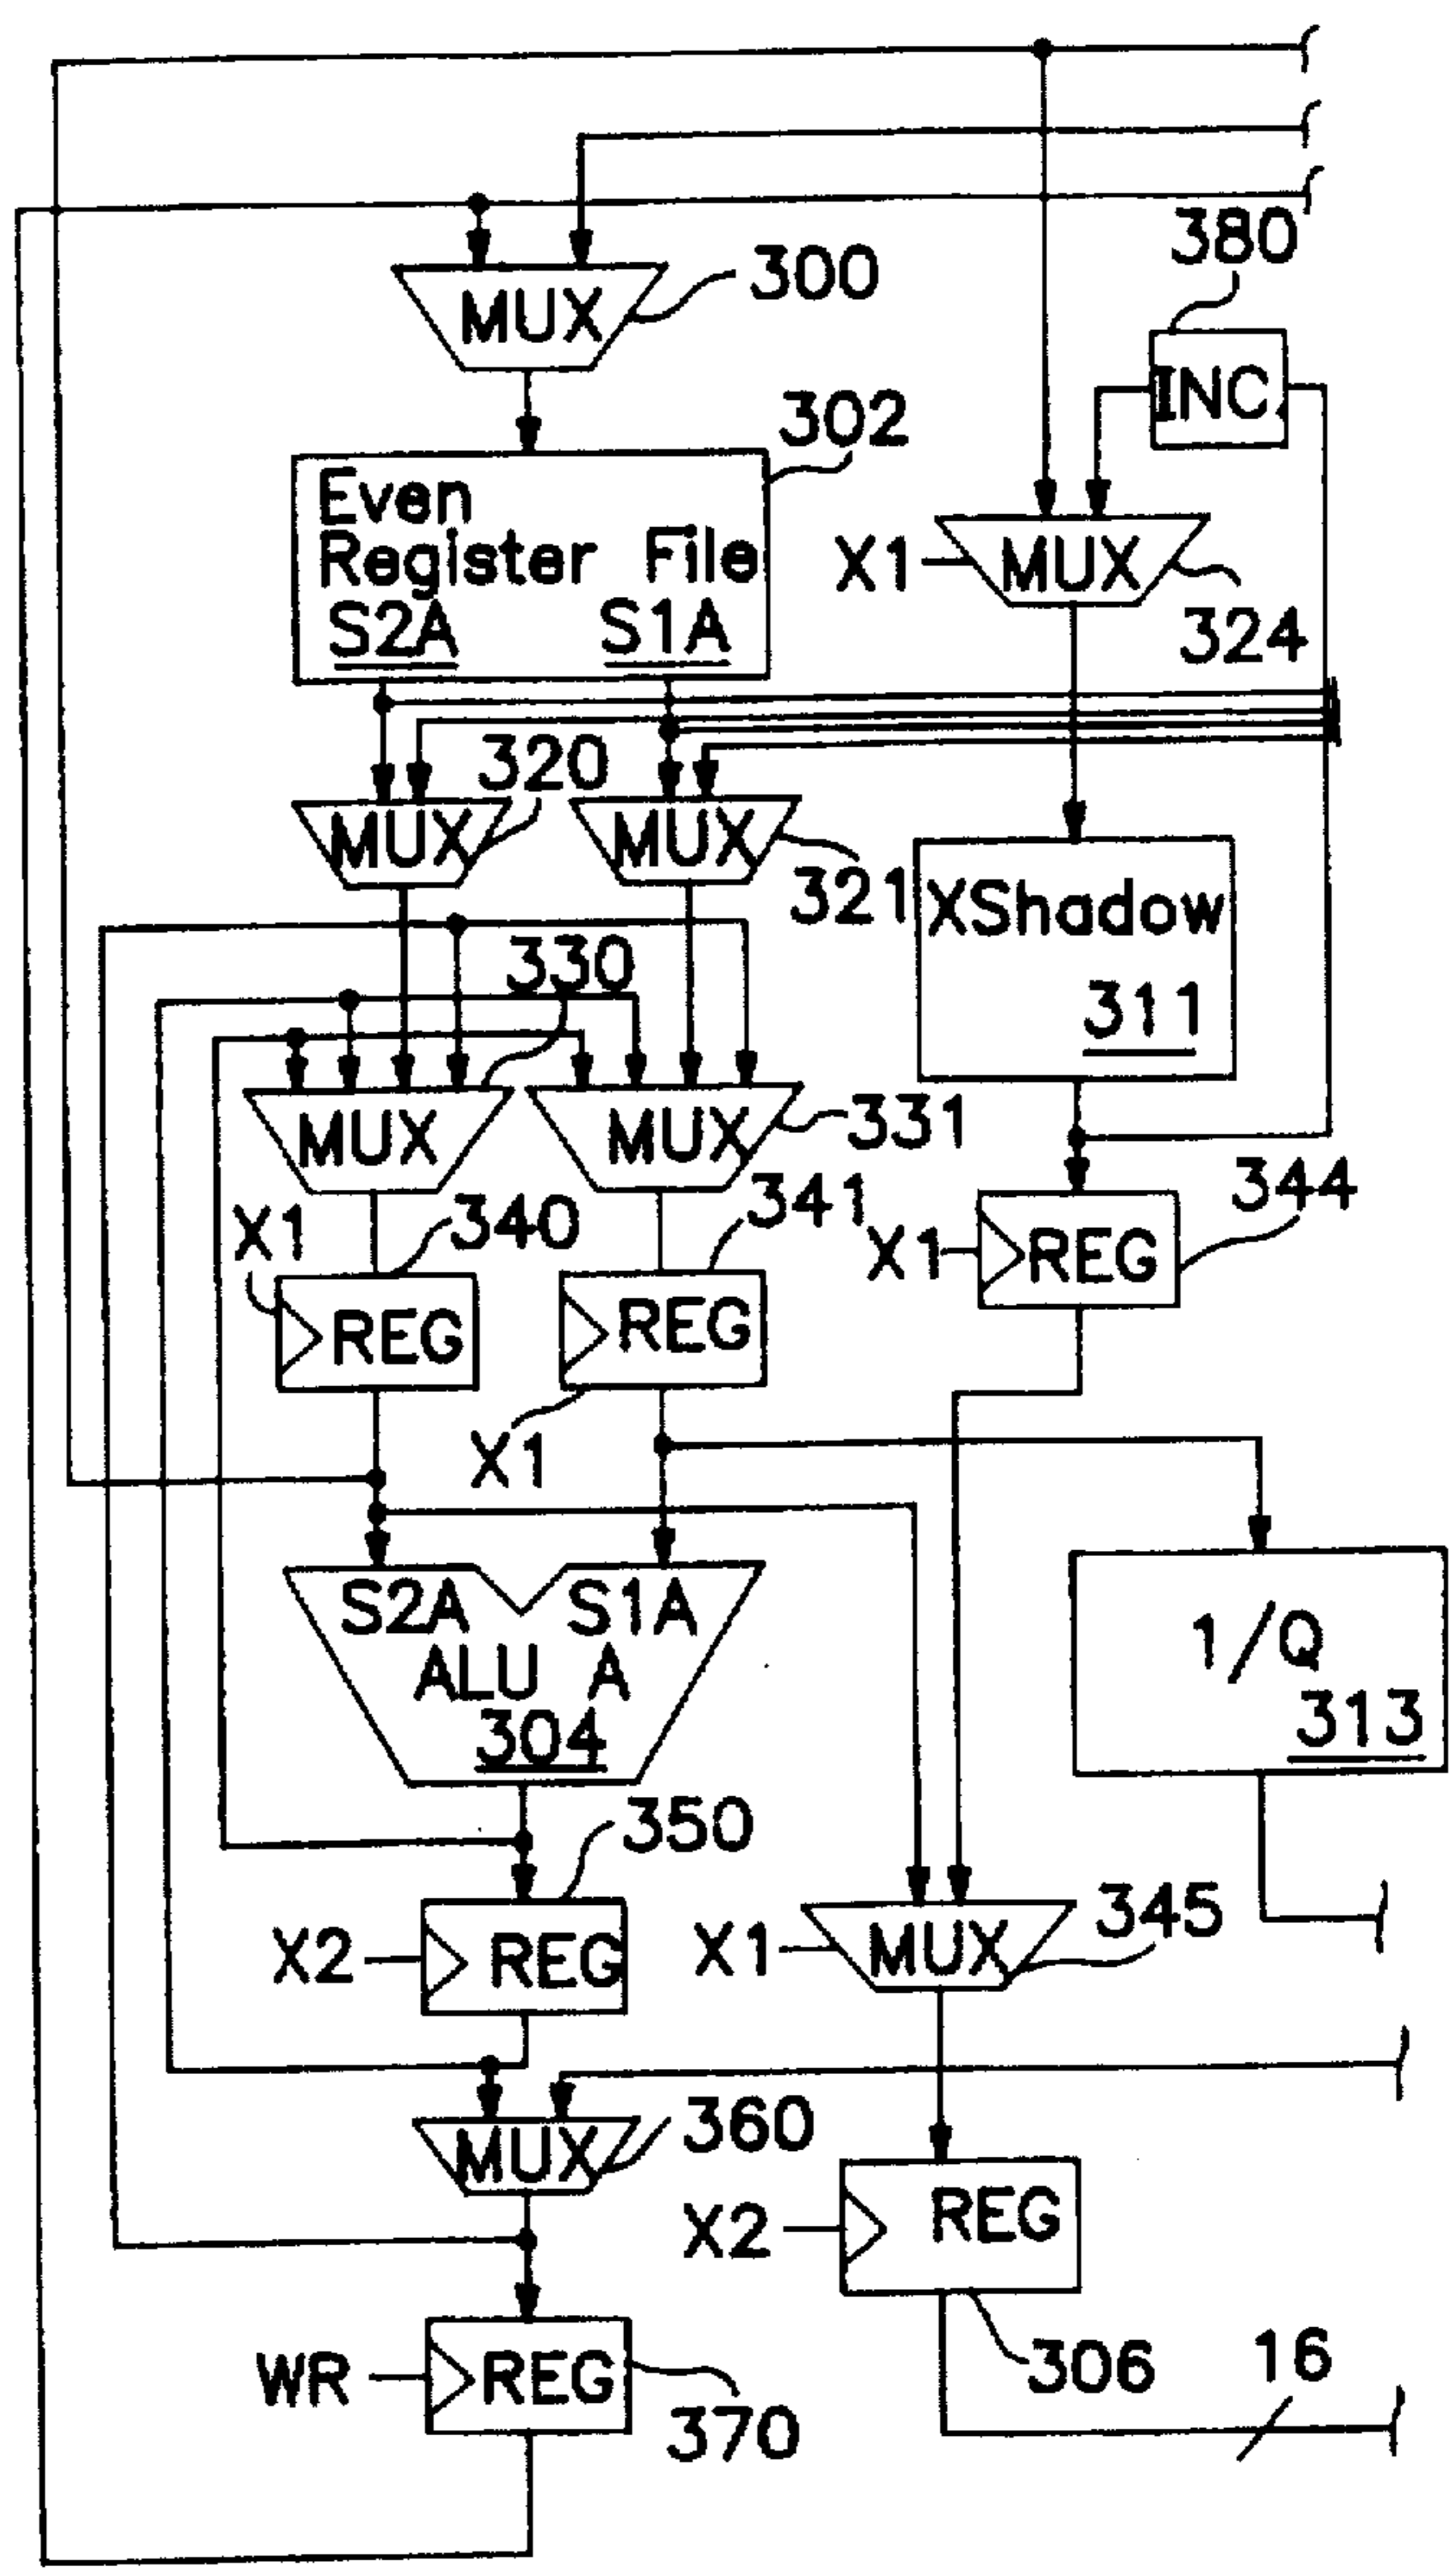 380
300
MUX
INC
302
Even
Register File
S2A S1A
X1
MUX
324
320
MUX
MUX
321
XShadow
311
330
MUX
MUX
331
X1
340
341
344
REG
REG
X1
REG
X1
S2A S1A
ALU A
304
1/Q
313
350
X2
REG
X1
MUX
345
MUX
360
X2
REG
306
16
WR
REG
370